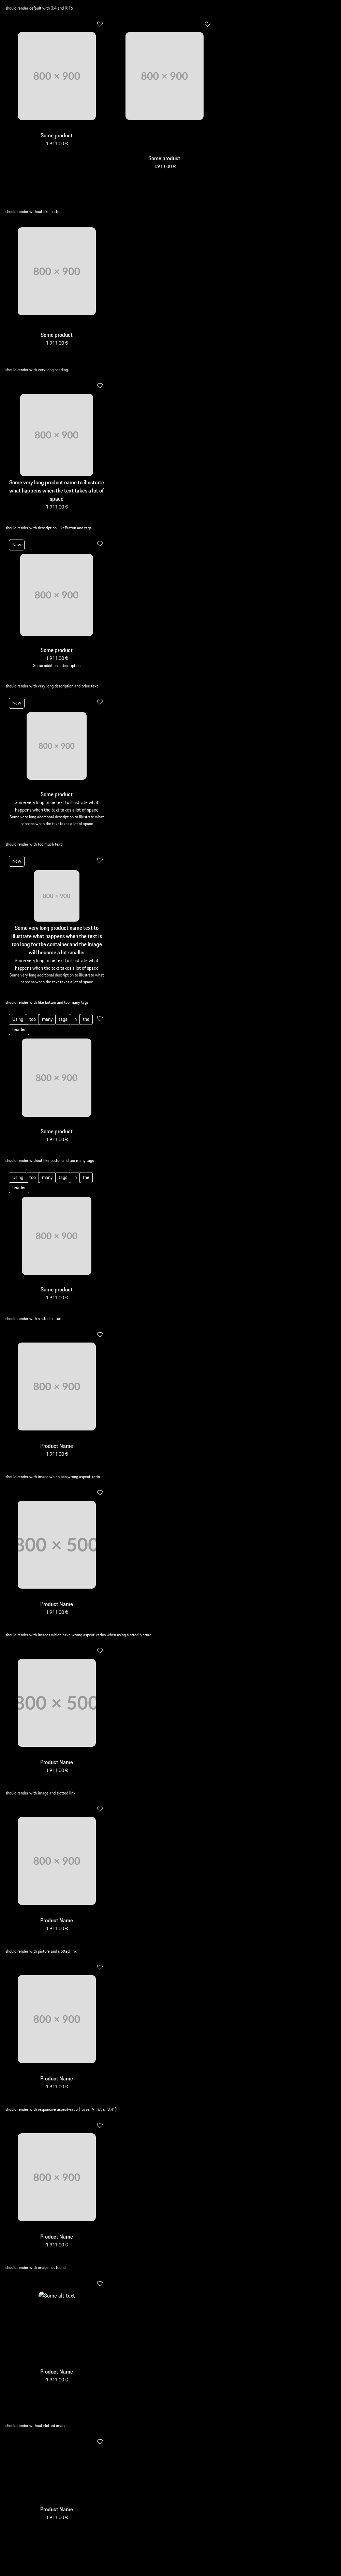 should render default with 3:4 and 9:16
800 × 900
800 × 900
Some product
1.911,00 €
Some product
1.911,00 €
should render without like button
800 × 900
Some product
1.911,00 €
should render with very long heading
800 × 900
Some very long product name to illustrate
what happens when the text takes a lot of
space
1.911,00 €
should render with description, likeButton and tags
New
800 × 900
Some product
1.911,00 €
Some additional description
should render with very long description and price text
New
800 × 900
Some product
Some very long price text to illustrate what
happens when the text takes a lot of space
Some very long additional description to illustrate what
happens when the text takes a lot of space
should render with too much text
New
800 × 900
Some very long product name text to
illustrate what happens when the text is
too long for the container and the image
will become a lot smaller
Some very long price text to illustrate what
happens when the text takes a lot of space
Some very long additional description to illustrate what
happens when the text takes a lot of space
should render with like button and too many tags
Using too many tags in the
header
800 × 900
Some product
1.911,00 €
should render without like button and too many tags
Using too many tags in the
header
800 × 900
Some product
1.911,00 €
should render with slotted picture
800 × 900
Product Name
1.911,00 €
should render with image which has wrong aspect-ratio
800 × 500
Product Name
1.911,00 €
should render with images which have wrong aspect-ratios when using slotted picture
800 × 500
Product Name
1.911,00 €
should render with image and slotted link
800 × 900
Product Name
1.911,00 €
should render with picture and slotted link
800 × 900
Product Name
1.911,00 €
should render with responsive aspect-ratio { base: '9:16', s: '3:4' }
800 × 900
Product Name
1.911,00 €
should render with image not found
Some alt text
Product Name
1.911,00 €
should render without slotted image
Product Name
1.911,00 €